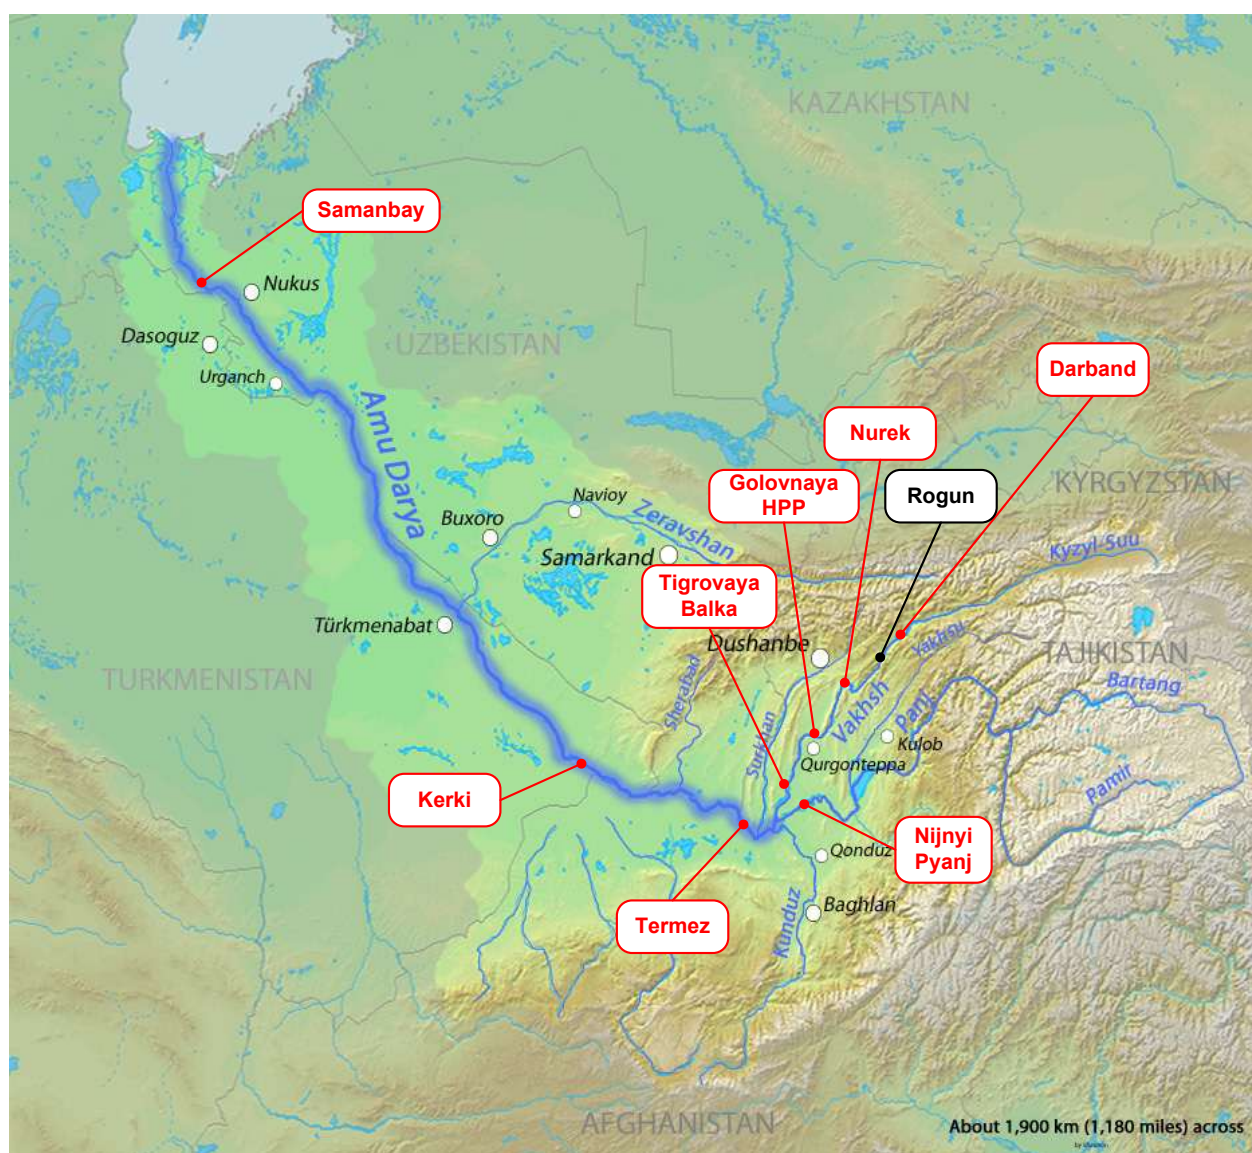 KAZAKHSTAN
Samanbay
Nukus
Dasoguz
UZBEKISTAN
Urganch
Darband
Amu Darya
Nurek
Golovnaya
HPP
Rogun
KYRGYZSTAN
Navioy
Buxoro
Zeravshan
Kyzyl-Suu
Samarkand
Tigrovaya
Balka
Türkmenabat
Dushanbe
Yakhsu
TAJIKISTAN
TURKMENISTAN
Sherabad
Bartang
Vakhsh
Panj
Surkhan
Kulob
Qurgonteppa
Pamir
Kerki
Nijnyi
Pyanj
Qonduz
Termez
Kunduz
Baghlan
AFGHANISTAN
About 1,900 km (1,180 miles) across